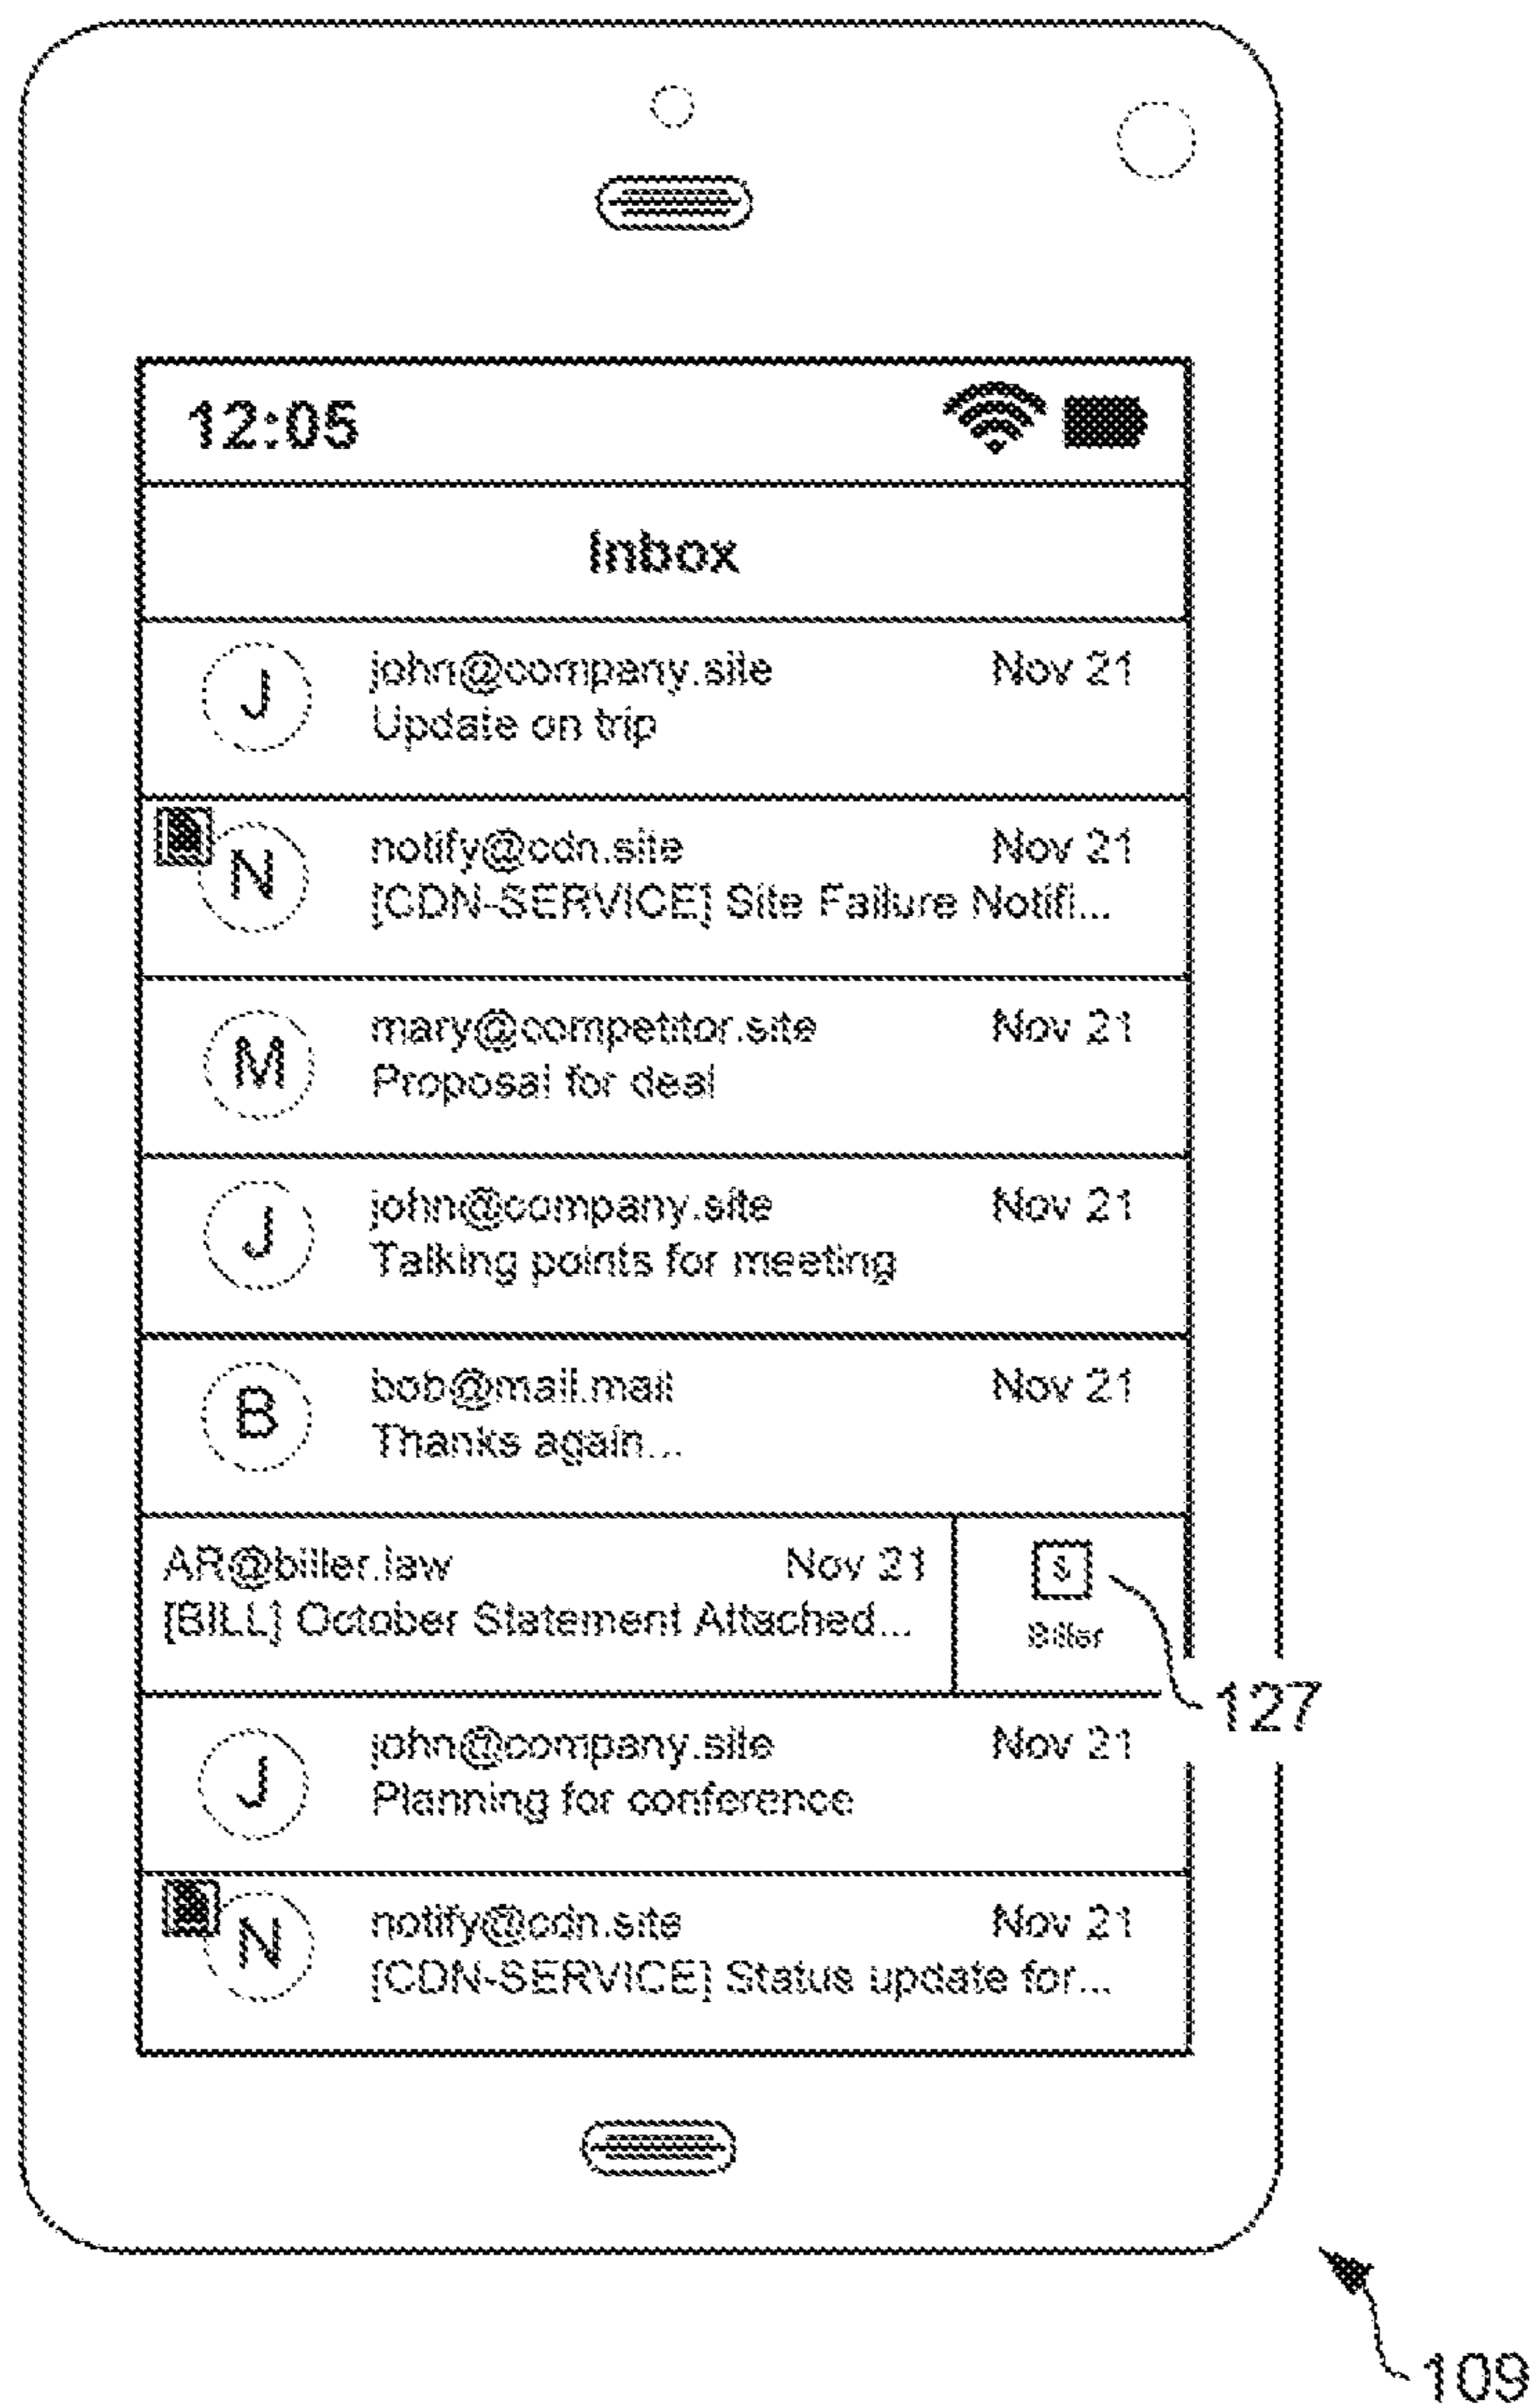 12:05
Inbox
J john@company.site Nov 21
Update on trip
N notify@cdn.site Nov 21
[CDN-SERVICE] Site Failure Notifi...
M mary@competitor.site Nov 21
Proposal for deal
J john@company.site Nov 21
Talking points for meeting
B bob@mail.mail Nov 21
Thanks again...
AR@biller.law Nov 21 $
[BILL] October Statement Attached... Biller
127
J john@company.site Nov 21
Planning for conference
N notify@cdn.site Nov 21
[CDN-SERVICE] Status update for...
109